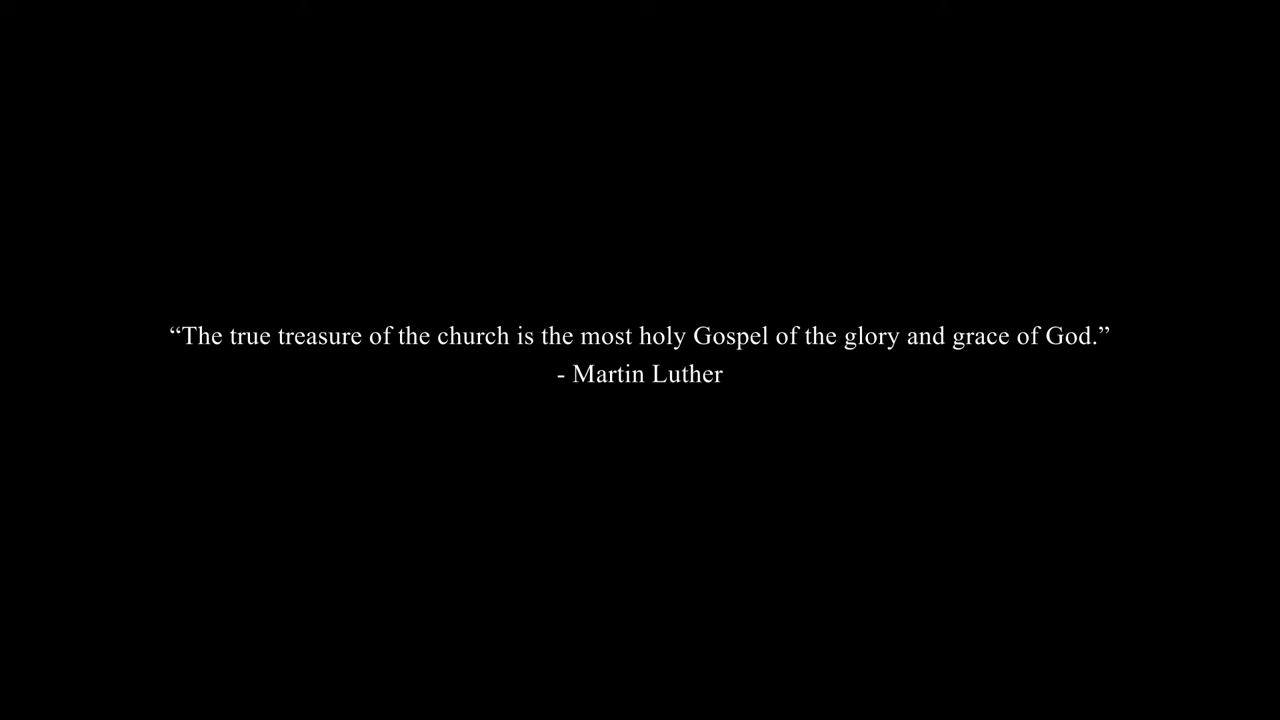 “The true treasure of the church is the most holy Gospel of the glory and grace of God.”
- Martin Luther